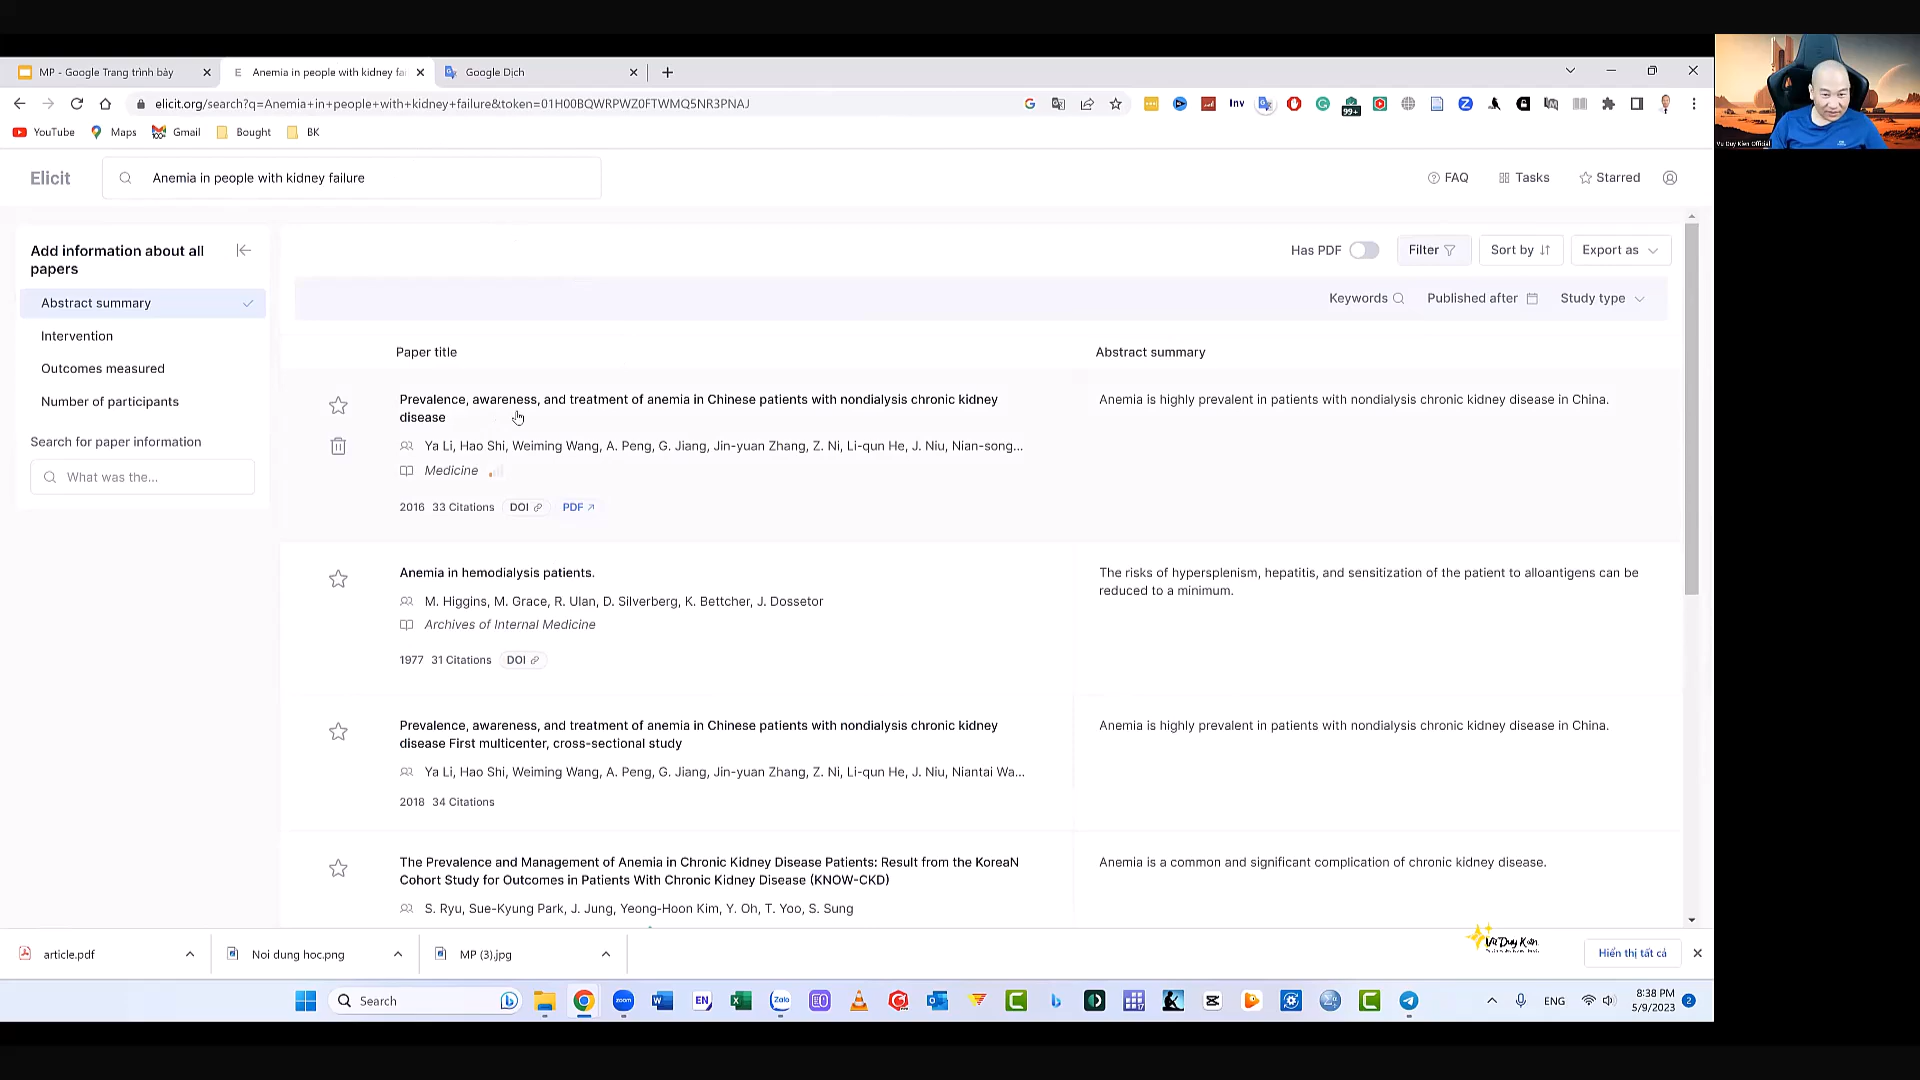 MP - Google Trang trình bày
Anemia in people with kidney fai
Google Dịch
elicit.org/search?q=Anemia+in+people+with+kidney+failure&token=01H00BQWRPWZ0FTWMQ5NR3PNAJ
Inv
99+
YouTube
Maps
Gmail
Bought
BK
Vu Duy Kien Official
Elicit
Anemia in people with kidney failure
FAQ
Tasks
Starred
Add information about all
papers
Abstract summary
Intervention
Outcomes measured
Number of participants
Search for paper information
What was the...
Has PDF
Filter
Sort by
Export as
Keywords
Published after
Study type
Paper title
Abstract summary
Prevalence, awareness, and treatment of anemia in Chinese patients with nondialysis chronic kidney
disease
Ya Li, Hao Shi, Weiming Wang, A. Peng, G. Jiang, Jin-yuan Zhang, Z. Ni, Li-qun He, J. Niu, Nian-song...
Medicine
2016 33 Citations DOI PDF
Anemia is highly prevalent in patients with nondialysis chronic kidney disease in China.
Anemia in hemodialysis patients.
M. Higgins, M. Grace, R. Ulan, D. Silverberg, K. Bettcher, J. Dossetor
Archives of Internal Medicine
1977 31 Citations DOI
The risks of hypersplenism, hepatitis, and sensitization of the patient to alloantigens can be
reduced to a minimum.
Prevalence, awareness, and treatment of anemia in Chinese patients with nondialysis chronic kidney
disease First multicenter, cross-sectional study
Ya Li, Hao Shi, Weiming Wang, A. Peng, G. Jiang, Jin-yuan Zhang, Z. Ni, Li-qun He, J. Niu, Niantai Wa...
2018 34 Citations
Anemia is highly prevalent in patients with nondialysis chronic kidney disease in China.
The Prevalence and Management of Anemia in Chronic Kidney Disease Patients: Result from the KoreaN
Cohort Study for Outcomes in Patients With Chronic Kidney Disease (KNOW-CKD)
S. Ryu, Sue-Kyung Park, J. Jung, Yeong-Hoon Kim, Y. Oh, T. Yoo, S. Sung
Anemia is a common and significant complication of chronic kidney disease.
article.pdf
Noi dung hoc.png
MP (3).jpg
Vũ Duy Kiên
Hiển thị tất cả
Search
zoom
EN
Zalo
ENG
8:38 PM
5/9/2023
2